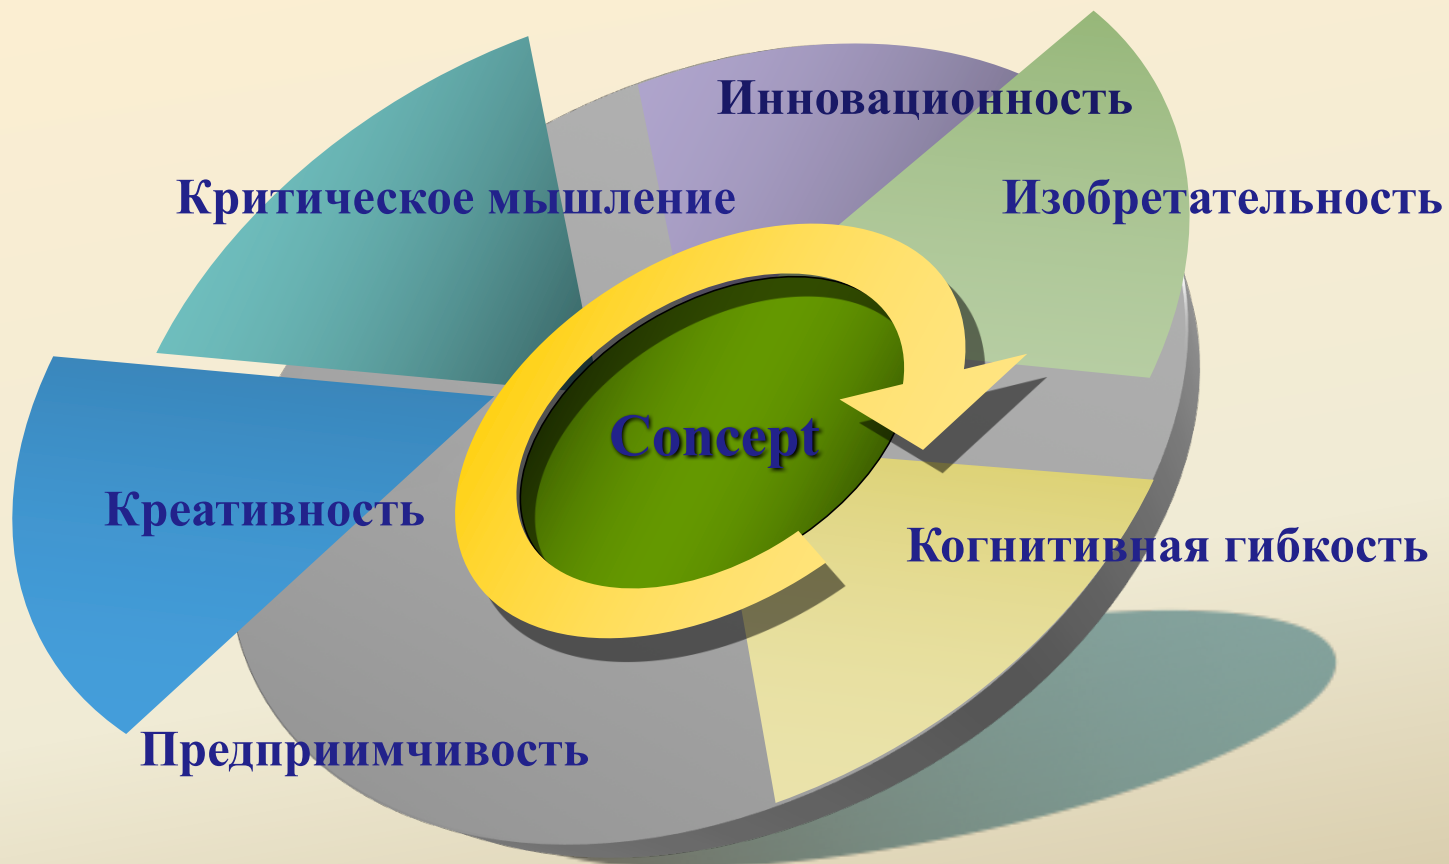 Инновационность
Критическое мышление
Изобретательность
Concept
Креативность
Когнитивная гибкость
Предприимчивость